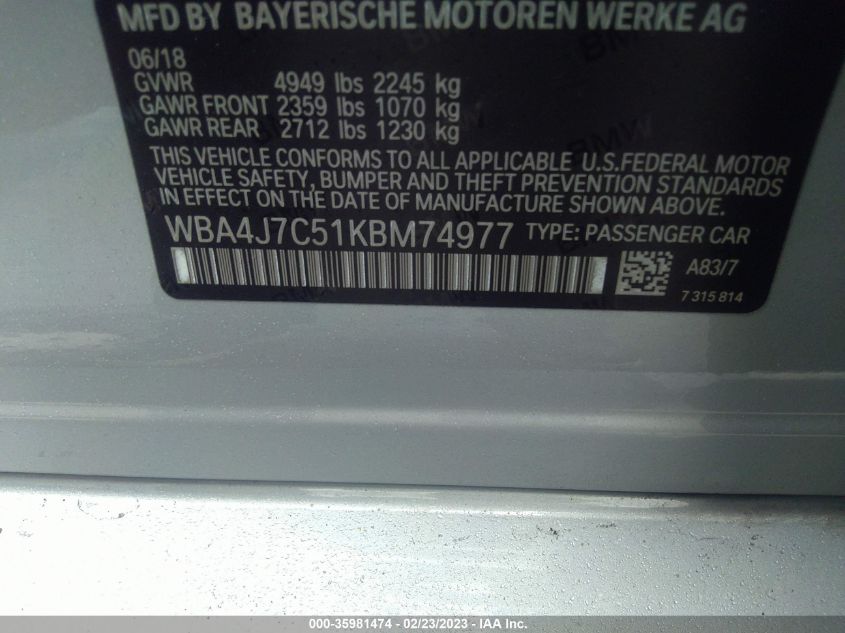 MFD BY BAYERISCHE MOTOREN WERKE AG
06/18
GVWR 4949 lbs 2245 kg
GAWR FRONT 2359 lbs 1070 kg
GAWR REAR 2712 lbs 1230 kg
THIS VEHICLE CONFORMS TO ALL APPLICABLE U.S.FEDERAL MOTOR
VEHICLE SAFETY, BUMPER AND THEFT PREVENTION STANDARDS
IN EFFECT ON THE DATE OF MANUFACTURE SHOWN ABOVE.
WBA4J7C51KBM74977 TYPE: PASSENGER CAR
A83/7
7 315 814
000-35981474 - 02/23/2023 - © IAA, Inc.